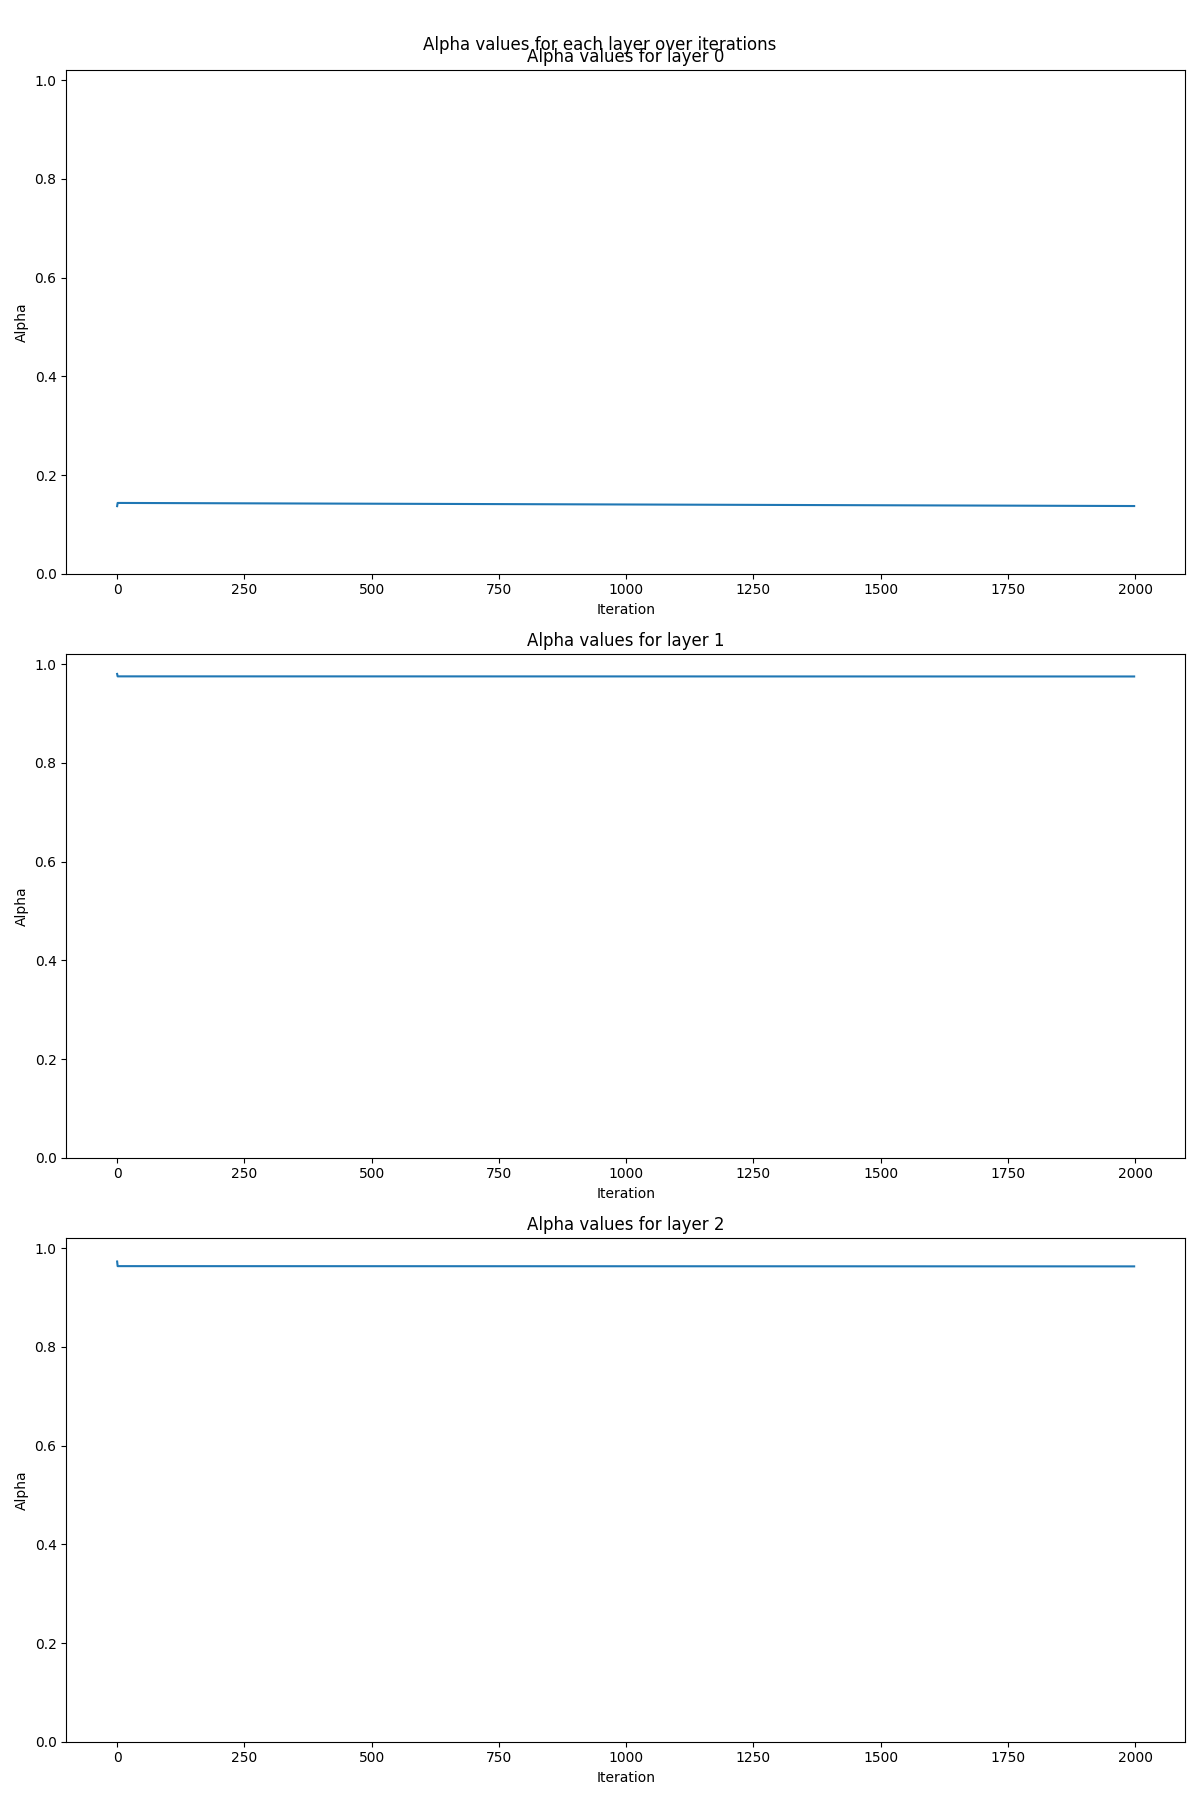 Alpha values for each layer over iterations
Alpha values for layer 0
1.0
0.8
0.6
0.4
0.2
0.0
Alpha
0 250 500 750 1000 1250 1500 1750 2000
Iteration
Alpha values for layer 1
1.0
0.8
0.6
0.4
0.2
0.0
Alpha
0 250 500 750 1000 1250 1500 1750 2000
Iteration
Alpha values for layer 2
1.0
0.8
0.6
0.4
0.2
0.0
Alpha
0 250 500 750 1000 1250 1500 1750 2000
Iteration